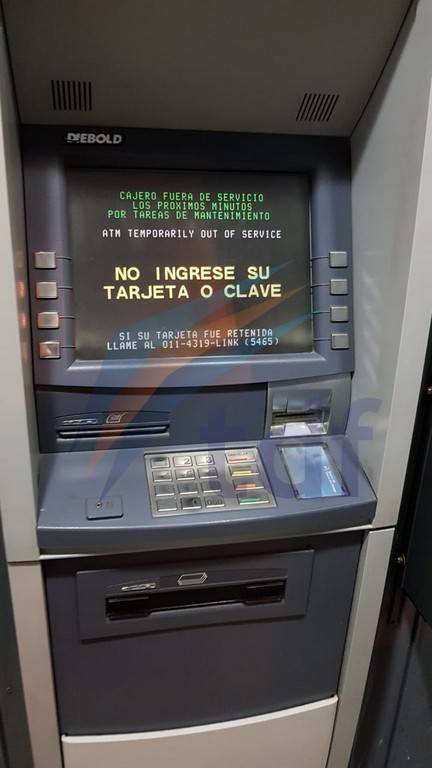 DIEBOLD
CAJERO FUERA DE SERVICIO
LOS PROXIMOS MINUTOS
POR TAREAS DE MANTENIMIENTO
ATM TEMPORARILY OUT OF SERVICE
NO INGRESE SU
TARJETA O CLAVE
SI SU TARJETA FUE RETENIDA
LLAME AL 011-4319-LINK (5465)
tdf